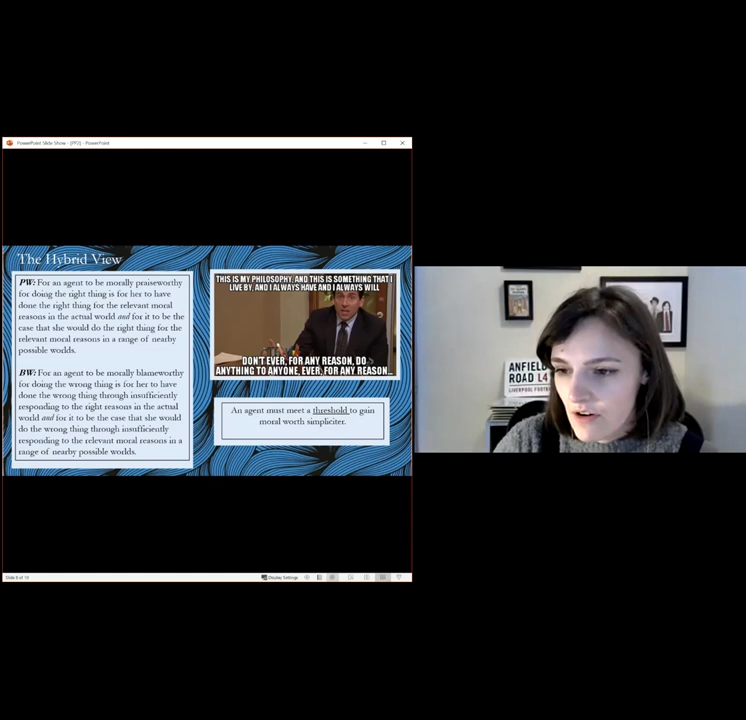 PowerPoint Slide Show - [PP2] - PowerPoint
The Hybrid View
PW: For an agent to be morally praiseworthy
for doing the right thing is for her to have
done the right thing for the relevant moral
reasons in the actual world and for it to be the
case that she would do the right thing for the
relevant moral reasons in a range of nearby
possible worlds.
BW: For an agent to be morally blameworthy
for doing the wrong thing is for her to have
done the wrong thing through insufficiently
responding to the right reasons in the actual
world and for it to be the case that she would
do the wrong thing through insufficiently
responding to the relevant moral reasons in a
range of nearby possible worlds.
THIS IS MY PHILOSOPHY, AND THIS IS SOMETHING THAT I
LIVE BY, AND I ALWAYS HAVE AND I ALWAYS WILL
DON'T EVER, FOR ANY REASON, DO
ANYTHING TO ANYONE, EVER, FOR ANY REASON...
An agent must meet a threshold to gain
moral worth simpliciter.
ANFIEL
ROAD L4
LIVERPOOL FOOTB
Display Settings